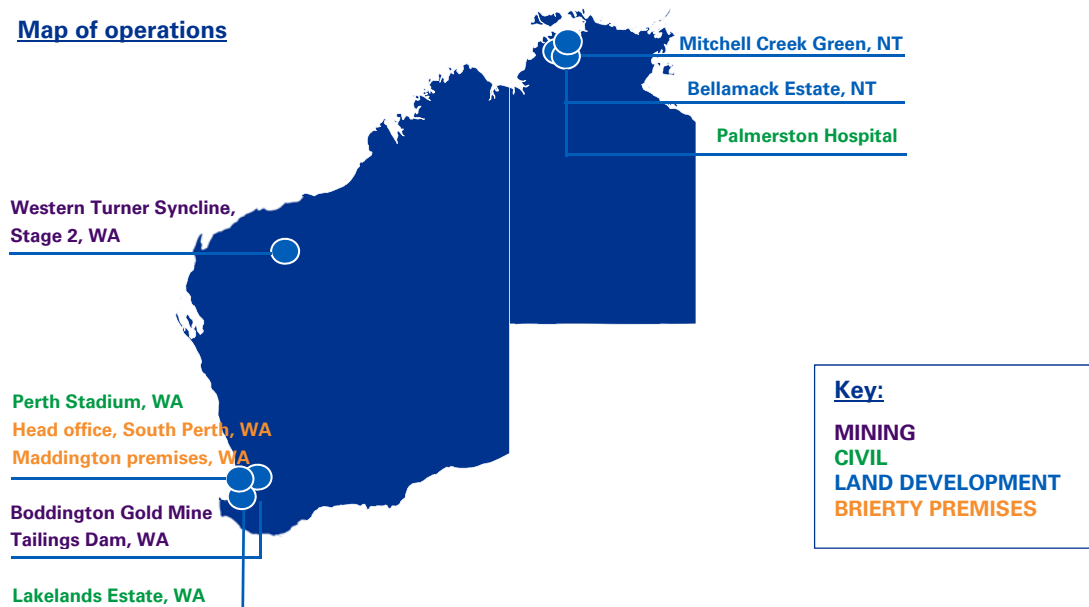 Map of operations
Mitchell Creek Green, NT
Bellamack Estate, NT
Palmerston Hospital
Western Turner Syncline,
Stage 2, WA
Perth Stadium, WA
Head office, South Perth, WA
Maddington premises, WA
Boddington Gold Mine
Tailings Dam, WA
Lakelands Estate, WA
Key:
MINING
CIVIL
LAND DEVELOPMENT
BRIERTY PREMISES